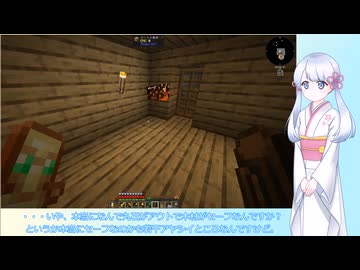 ・・・いや、本当になんで丸石がアウトで木材がセーフなんですか？
というか本当にセーフなのかも若干アヤシイところなんですけど。